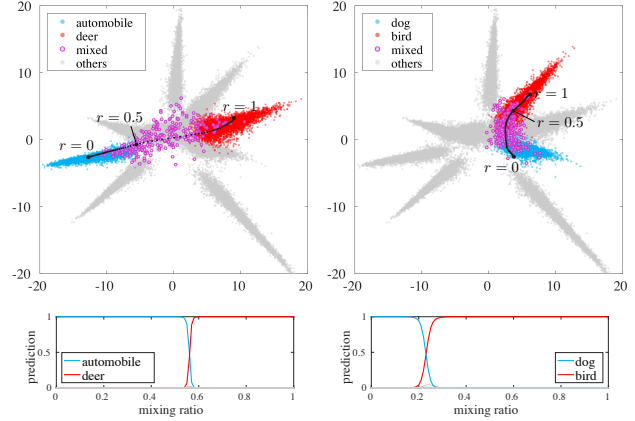 20
automobile
deer
mixed
others
10
r = 0.5
r = 1
r = 0
0
-10
-20
-20 -10 0 10 20
20
dog
bird
mixed
others
10
r = 1
r = 0.5
0
r = 0
-10
-20
-20 -10 0 10 20
prediction
1
0.5
0
automobile
deer
0 0.2 0.4 0.6 0.8 1
mixing ratio
prediction
1
0.5
0
dog
bird
0 0.2 0.4 0.6 0.8 1
mixing ratio